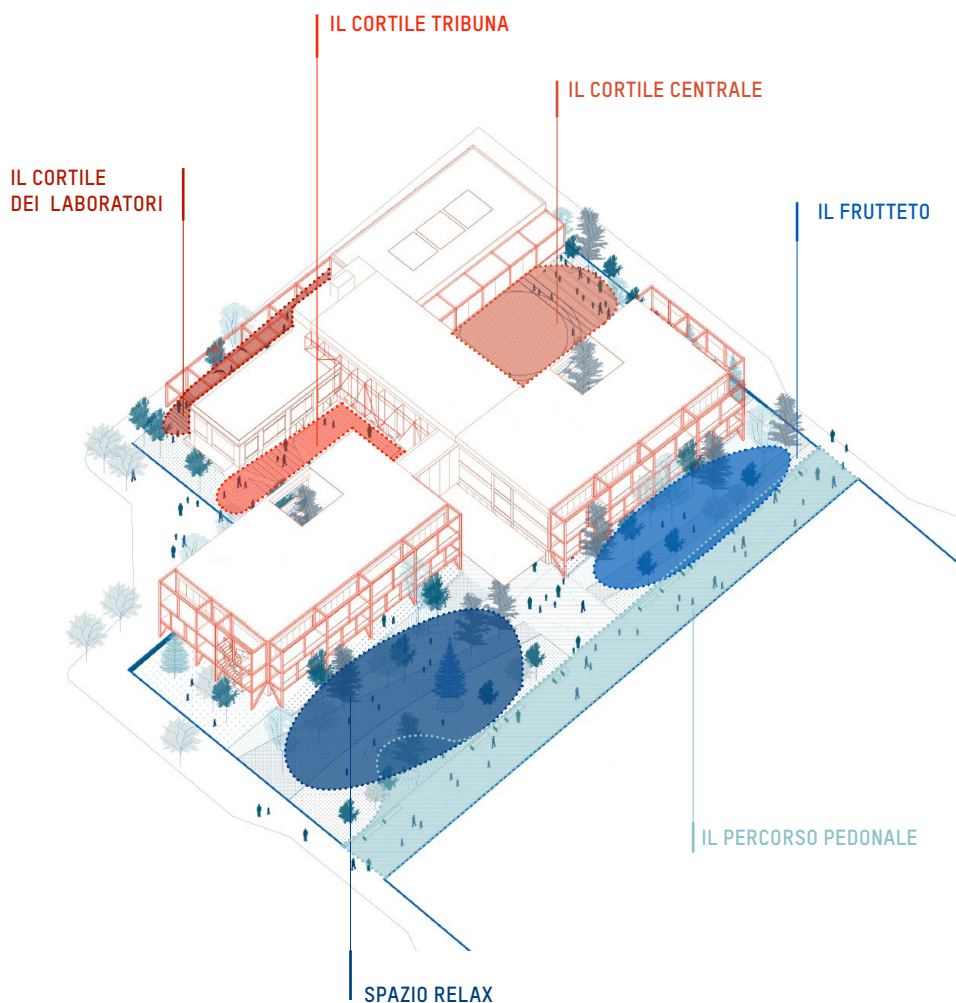 IL CORTILE TRIBUNA
IL CORTILE CENTRALE
IL CORTILE
DEI LABORATORI
IL FRUTTETO
IL PERCORSO PEDONALE
SPAZIO RELAX